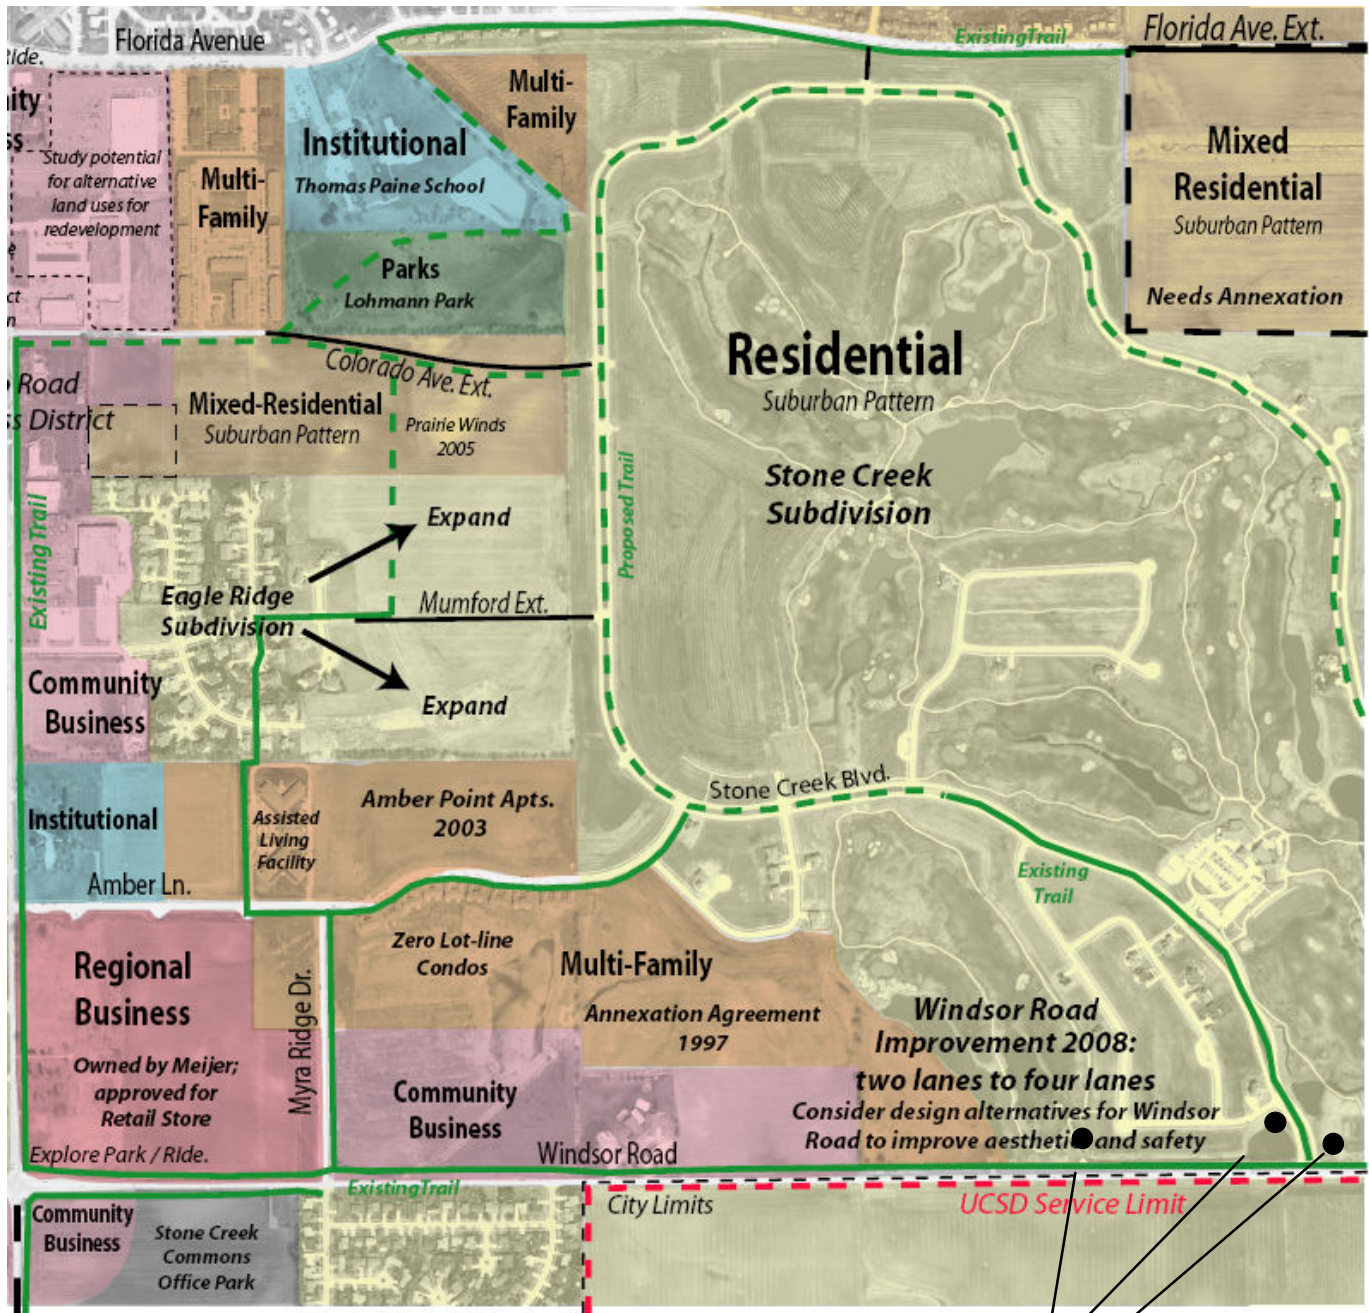 Florida Avenue
Existing Trail
Florida Ave. Ext.
Ride.
Multi-
Family
Study potential
for alternative
land uses for
redevelopment
Multi-
Family
Institutional
Thomas Paine School
Parks
Lohmann Park
Mixed
Residential
Suburban Pattern
Needs Annexation
Colorado Ave. Ext.
Road
District
Mixed-Residential
Suburban Pattern
Prairie Winds
2005
Residential
Suburban Pattern
Stone Creek
Subdivision
Existing Trail
Proposed Trail
Expand
Eagle Ridge
Subdivision
Mumford Ext.
Expand
Community
Business
Stone Creek Blvd.
Institutional
Assisted
Living
Facility
Amber Point Apts.
2003
Amber Ln.
Existing
Trail
Regional
Business
Owned by Meijer;
approved for
Retail Store
Explore Park / Ride.
Myra Ridge Dr.
Zero Lot-line
Condos
Multi-Family
Annexation Agreement
1997
Community
Business
Windsor Road
Improvement 2008:
two lanes to four lanes
Consider design alternatives for Windsor
Road to improve aesthetic and safety
Windsor Road
Existing Trail
City Limits
UCSD Service Limit
Community
Business
Stone Creek
Commons
Office Park